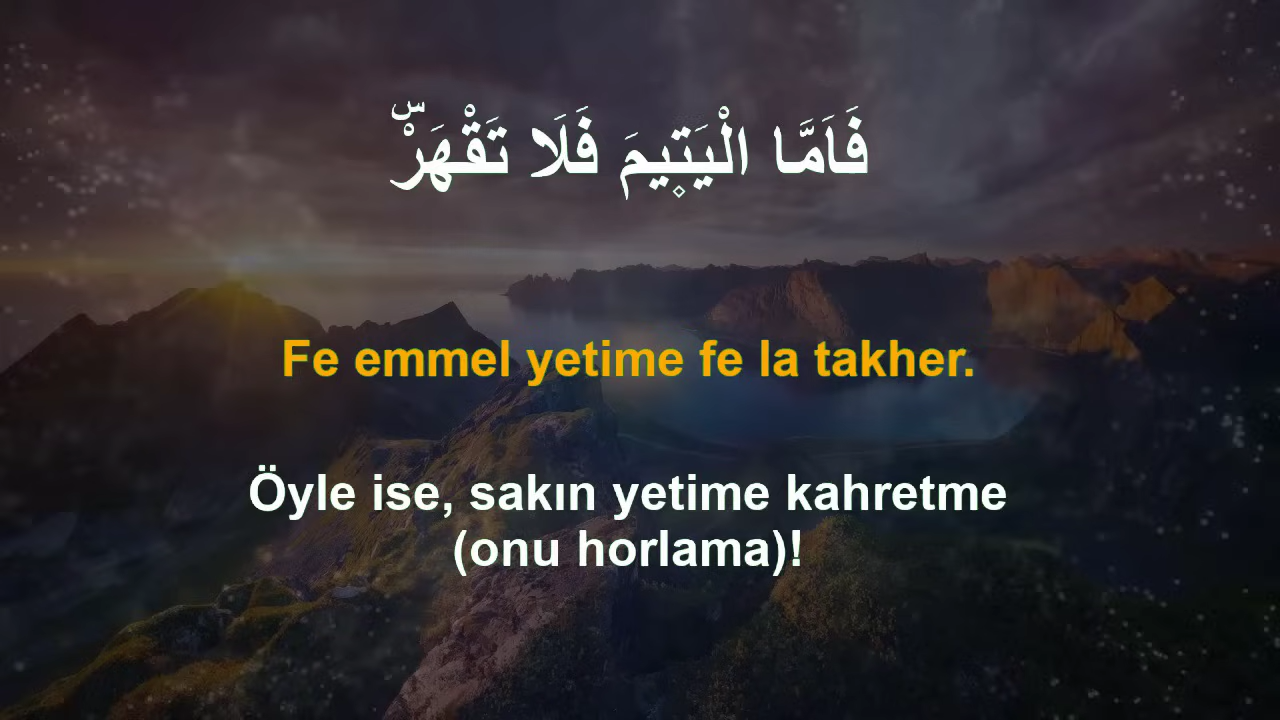 فَاَمَّا الْيَت۪يمَ فَلَا تَقْهَرْۜ
Fe emmel yetime fe la takher.
Öyle ise, sakın yetime kahretme
(onu horlama)!